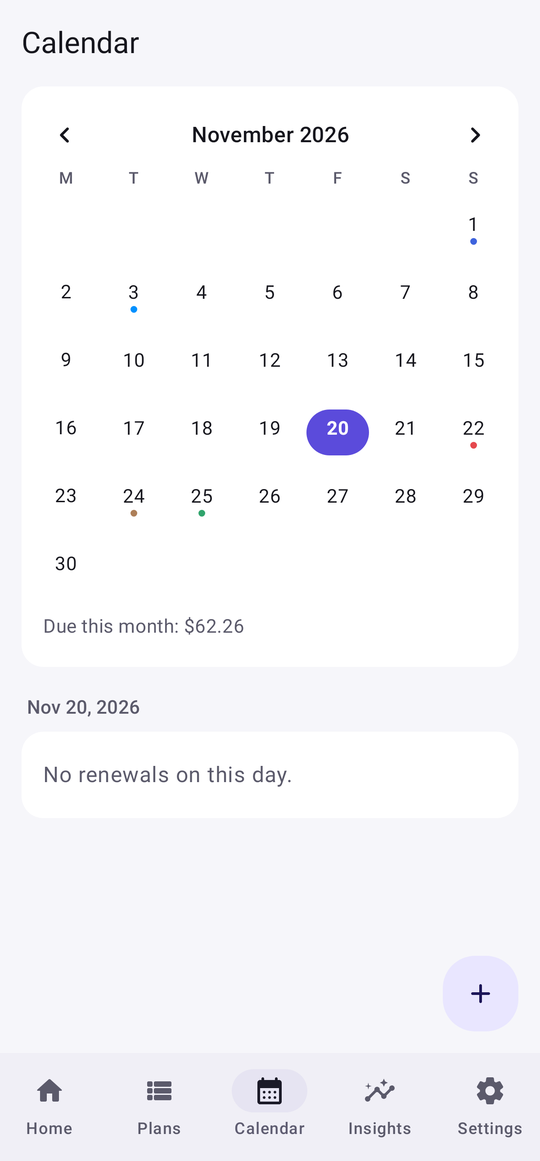 Calendar
November 2026
M T W T F S S
1
2 3 4 5 6 7 8
9 10 11 12 13 14 15
16 17 18 19 20 21 22
23 24 25 26 27 28 29
30
Due this month: $62.26
Nov 20, 2026
No renewals on this day.
Home Plans Calendar Insights Settings